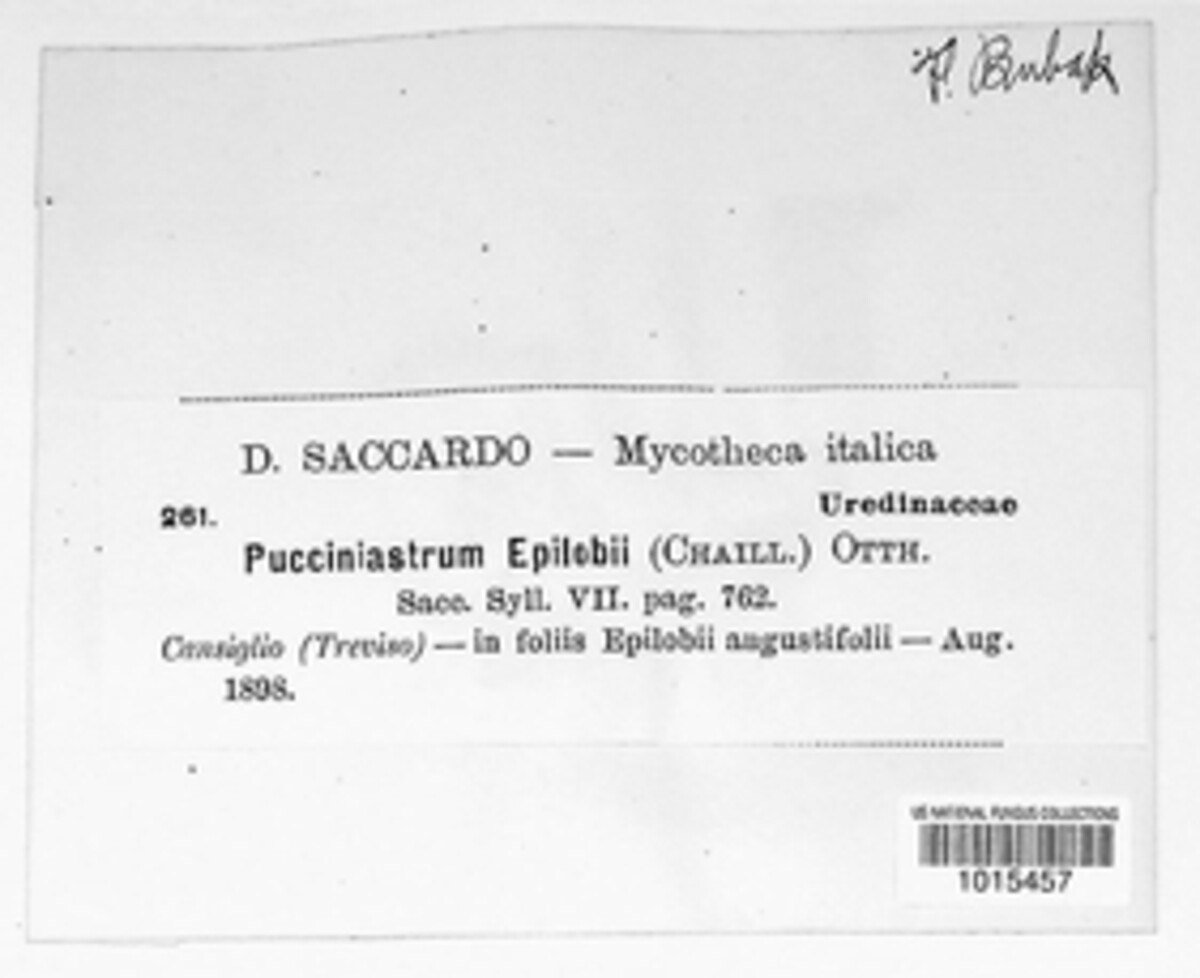 F. Bubak
D. SACCARDO — Mycotheca italica
Uredinaceae
261.
Pucciniastrum Epilobii (CHAILL.) OTTH.
Sacc. Syll. VII. pag. 762.
Cansiglio (Treviso) — in foliis Epilobii angustifolii — Aug.
1898.
US NATIONAL FUNGUS COLLECTIONS
1015457